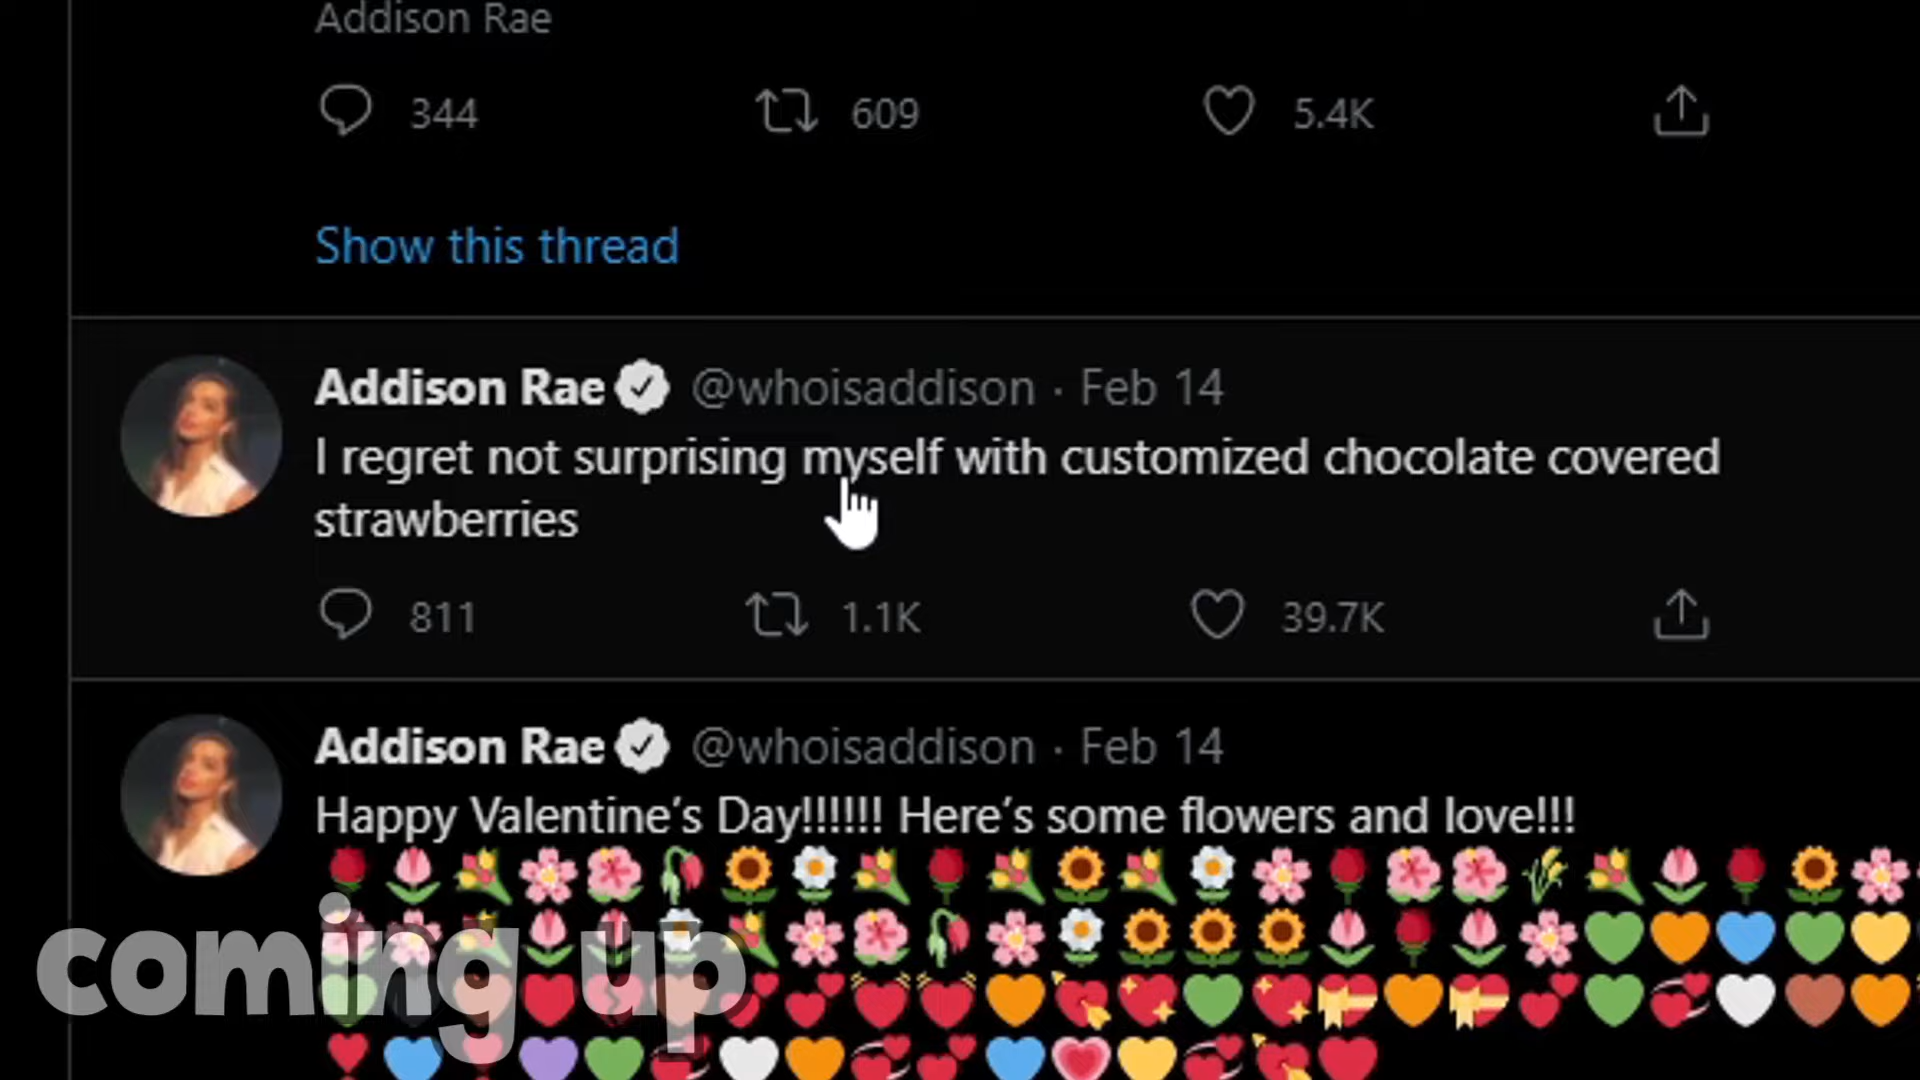 Addison Rae
344 609 5.4K
Show this thread
Addison Rae @whoisaddison · Feb 14
I regret not surprising myself with customized chocolate covered
strawberries
811 1.1K 39.7K
Addison Rae @whoisaddison · Feb 14
Happy Valentine's Day!!!!!! Here's some flowers and love!!!
coming up